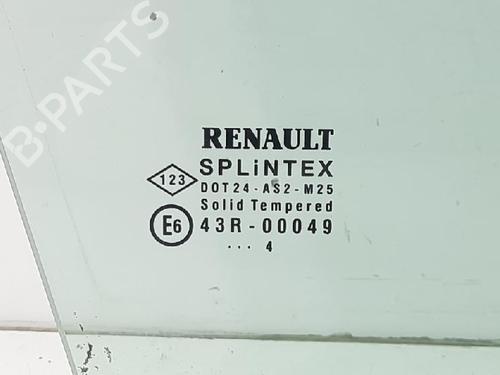 B-PARTS
RENAULT
SPLiNTEX
123
DOT24-AS2-M25
Solid Tempered
E6 43R-00049
... 4